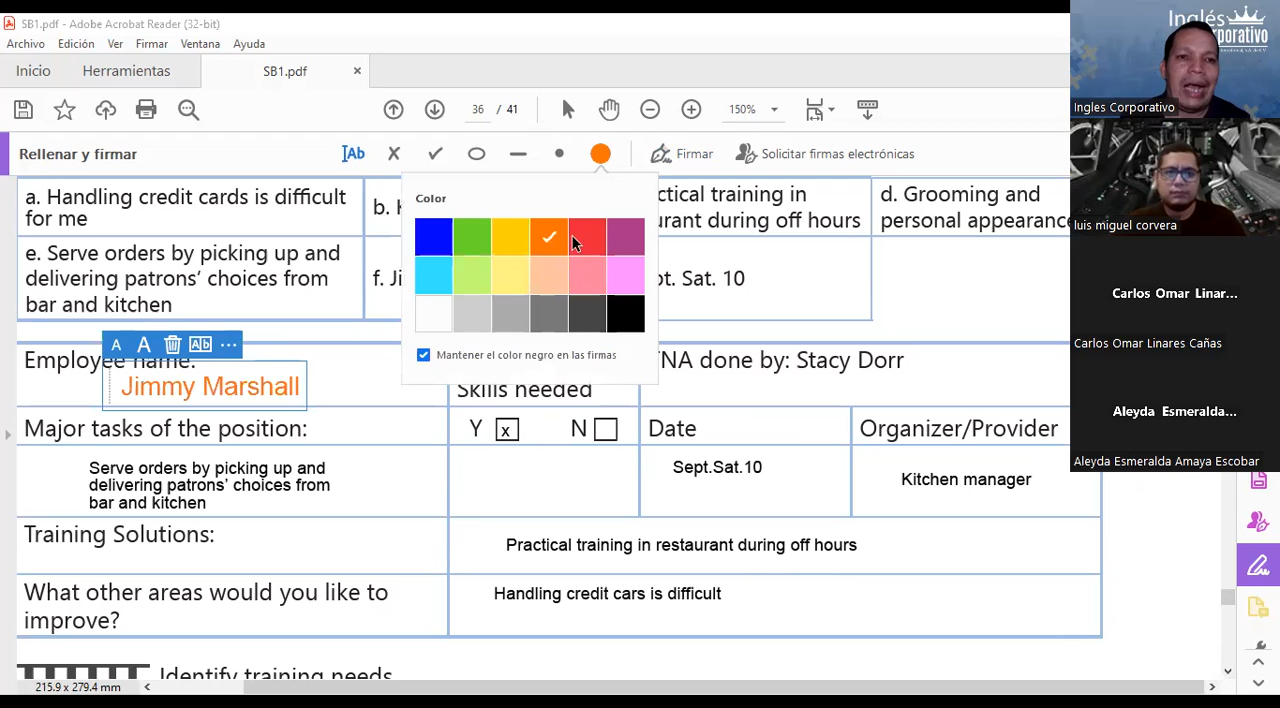 SB1.pdf - Adobe Acrobat Reader (32-bit)
Archivo Edición Ver Firmar Ventana Ayuda
Inicio Herramientas SB1.pdf ×
36 / 41 150%
Rellenar y firmar Ab Firmar Solicitar firmas electrónicas
Color
Mantener el color negro en las firmas
a. Handling credit cards is difficult
for me
b.
ctical training in
urant during off hours
d. Grooming and
personal appearance
e. Serve orders by picking up and
delivering patrons' choices from
bar and kitchen
f. Ji
pt. Sat. 10
A A Ab ...
Employee name:
Jimmy Marshall
Skills needed
TNA done by: Stacy Dorr
Major tasks of the position:
Y x N
Date
Organizer/Provider
Serve orders by picking up and
delivering patrons' choices from
bar and kitchen
Sept.Sat.10
Kitchen manager
Training Solutions:
Practical training in restaurant during off hours
What other areas would you like to
improve?
Handling credit cars is difficult
Identify training needs
215.9 x 279.4 mm
Inglés
Corporativo
Ingles Corporativo
luis miguel corvera
Carlos Omar Linar...
Carlos Omar Linares Cañas
Aleyda Esmeralda...
Aleyda Esmeralda Amaya Escobar